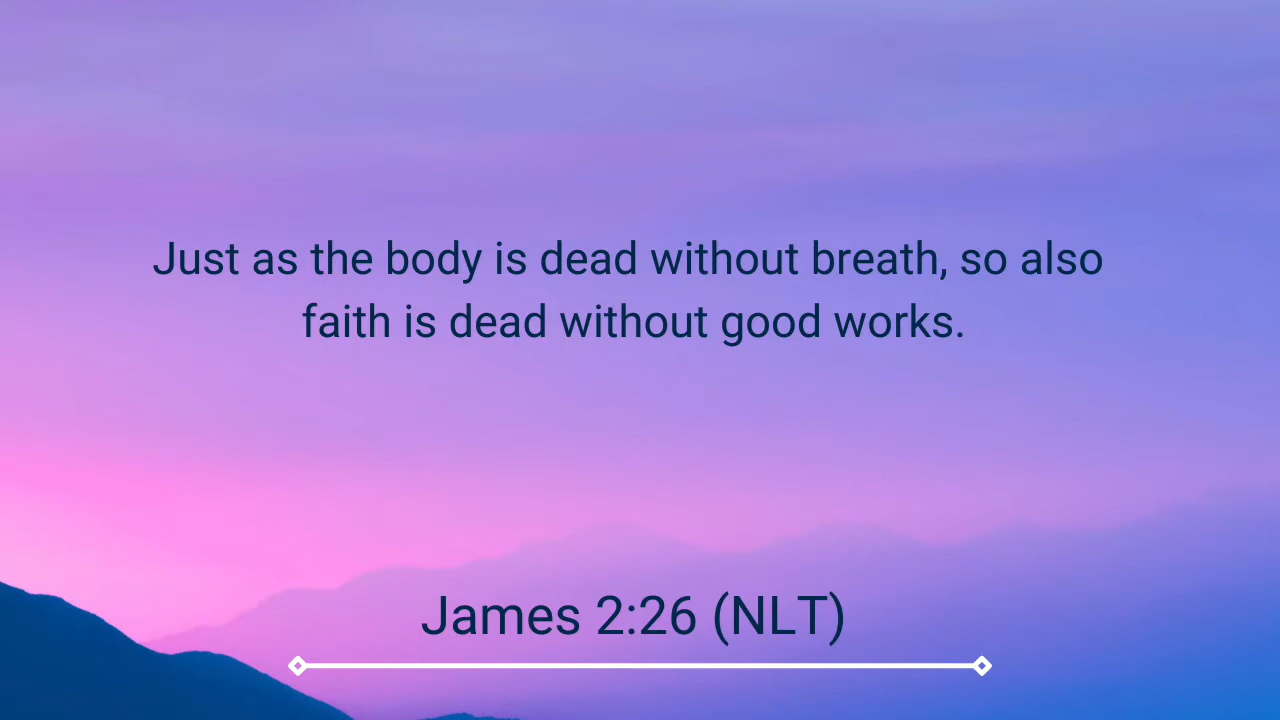 Just as the body is dead without breath, so also
faith is dead without good works.
James 2:26 (NLT)